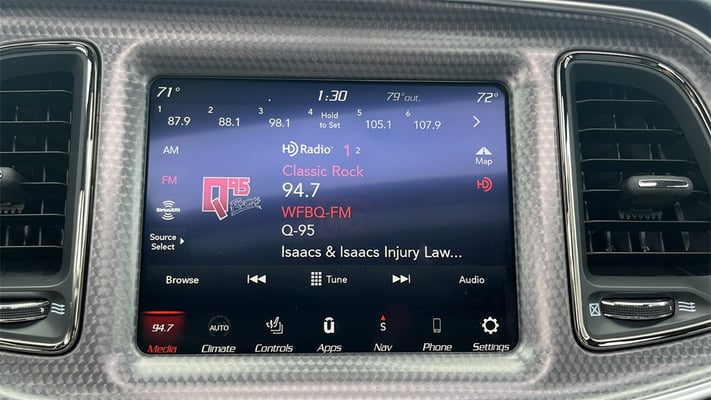 71° 1:30 79° out. 72°
1 87.9 2 88.1 3 98.1 4 Hold to Set 5 105.1 6 107.9
AM
HD Radio 1 2
Map
FM
Classic Rock
HD
Q95
94.7
SiriusXM
WFBQ-FM
Q-95
Source Select
Isaacs & Isaacs Injury Law...
Browse Tune Audio
94.7 AUTO ü S
Media Climate Controls Apps Nav Phone Settings